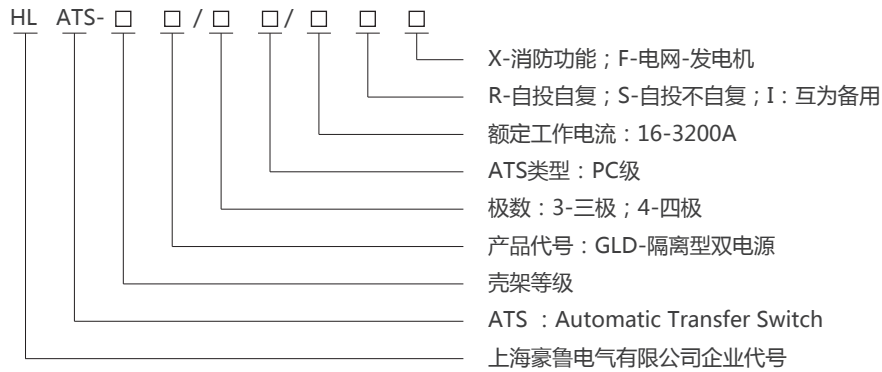 HL ATS-□ □/□ □/□ □ □
X-消防功能；F-电网-发电机
R-自投自复；S-自投不自复；I：互为备用
额定工作电流：16-3200A
ATS类型：PC级
极数：3-三极；4-四极
产品代号：GLD-隔离型双电源
壳架等级
ATS ：Automatic Transfer Switch
上海豪鲁电气有限公司企业代号